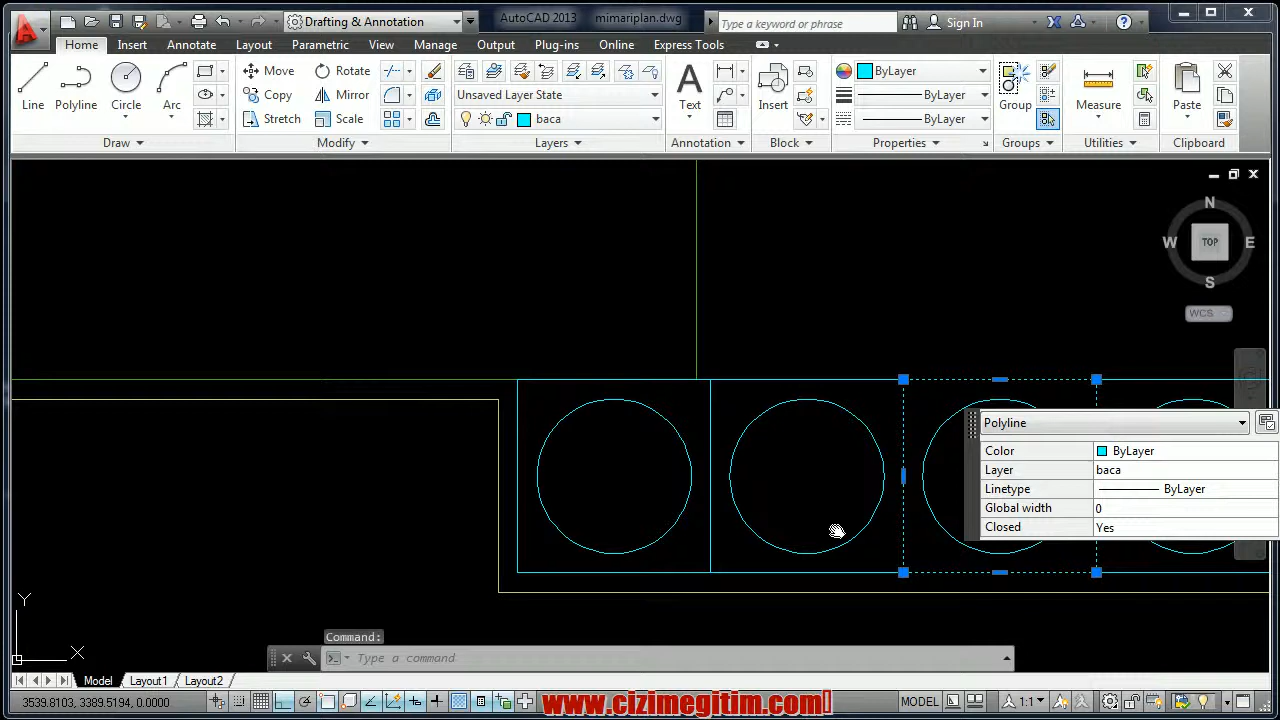 Drafting & Annotation
AutoCAD 2013 mimariplan.dwg
Type a keyword or phrase
Sign In
Home Insert Annotate Layout Parametric View Manage Output Plug-ins Online Express Tools
Line Polyline Circle Arc
Draw
Move Rotate
Copy Mirror
Stretch Scale
Modify
Unsaved Layer State
baca
Layers
A
Text
Annotation
Insert
Block
ByLayer
ByLayer
ByLayer
Properties
Group
Groups
Measure
Utilities
Paste
Clipboard
N
W TOP E
S
WCS
Polyline
Color ByLayer
Layer baca
Linetype ByLayer
Global width 0
Closed Yes
Y
X
Command:
Type a command
Model Layout1 Layout2
3539.8103, 3389.5194, 0.0000
www.cizimegitim.com
MODEL
1:1